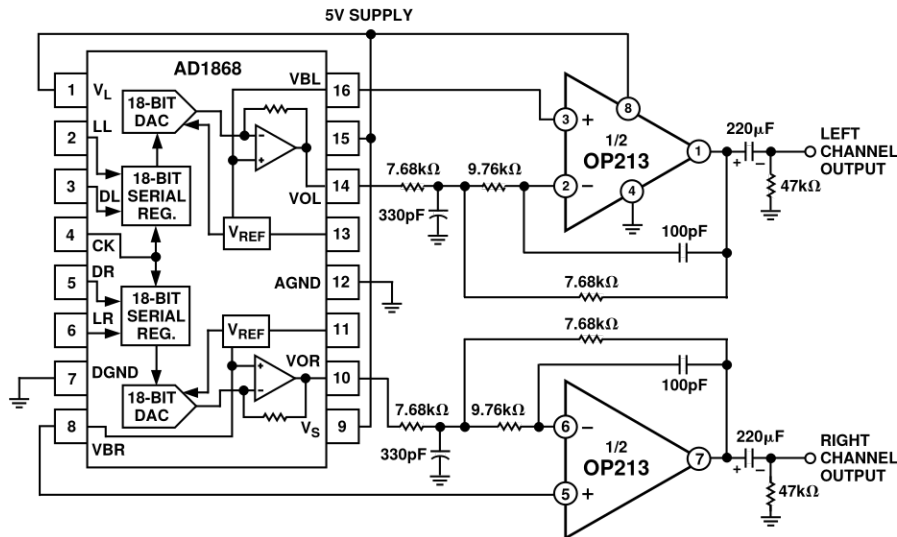 5V SUPPLY
AD1868
1
V_L
18-BIT
DAC
VBL
16
2
LL
15
3
DL
18-BIT
SERIAL
REG.
VOL
14
4
CK
V_REF
13
5
DR
AGND
12
6
LR
18-BIT
SERIAL
REG.
V_REF
11
7
DGND
VOR
10
8
VBR
18-BIT
DAC
V_S
9
+
−
+
−
7.68kΩ
9.76kΩ
330pF
3
+
2
−
1/2
OP213
8
4
1
220μF
+
−
LEFT
CHANNEL
OUTPUT
47kΩ
100pF
7.68kΩ
7.68kΩ
100pF
7.68kΩ
9.76kΩ
330pF
6
−
5
+
1/2
OP213
7
220μF
+
−
RIGHT
CHANNEL
OUTPUT
47kΩ